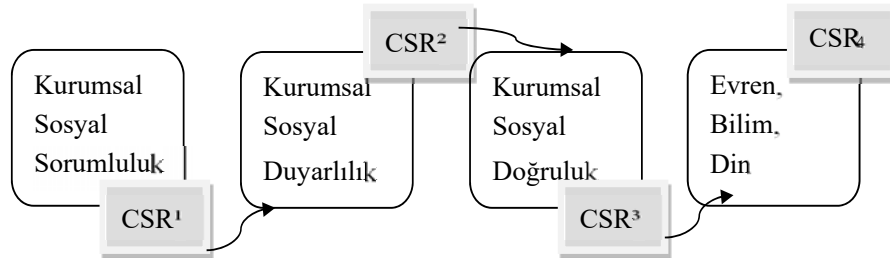 Kurumsal
Sosyal
Sorumluluk
CSR¹
CSR²
Kurumsal
Sosyal
Duyarlılık
Kurumsal
Sosyal
Doğruluk
CSR³
CSR₄
Evren,
Bilim,
Din